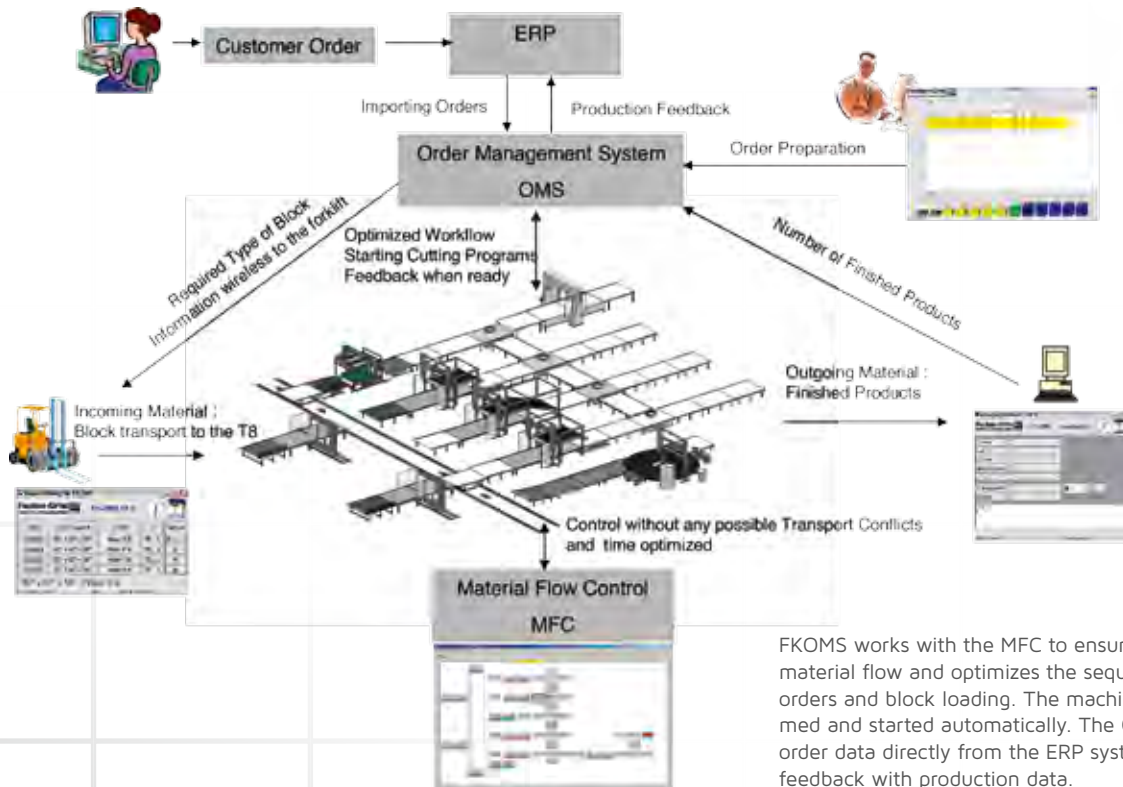 Customer Order
ERP
Importing Orders
Production Feedback
Order Management System
OMS
Order Preparation
Required Type of Block
Information wireless to the forklift
Optimized Workflow
Starting Cutting Programs
Feedback when ready
Number of Finished Products
Incoming Material :
Block transport to the T8
Outgoing Material :
Finished Products
Control without any possible Transport Conflicts
and time optimized
Material Flow Control
MFC
FKOMS works with the MFC to ensur
material flow and optimizes the sequ
orders and block loading. The machi
med and started automatically. The
order data directly from the ERP syst
feedback with production data.